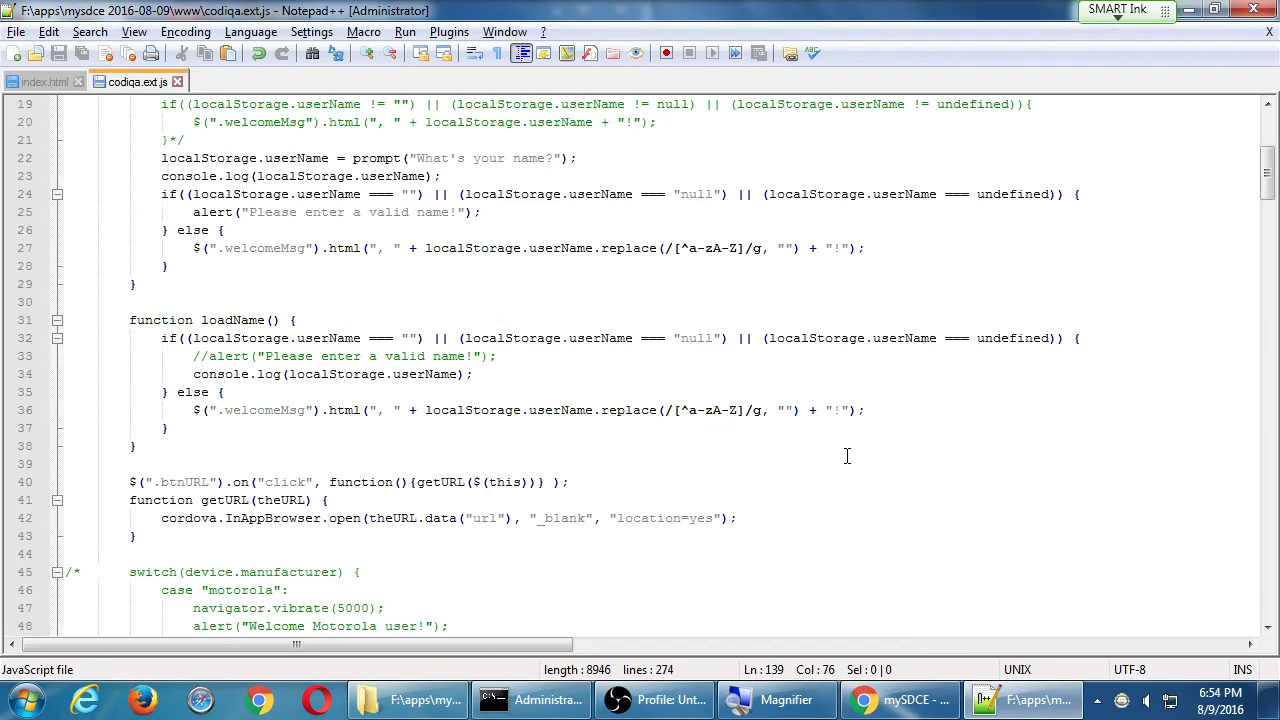 F:\apps\mysdce 2016-08-09\www\codiqa.ext.js - Notepad++ [Administrator]
SMART Ink
File Edit Search View Encoding Language Settings Macro Run Plugins Window ? X
index.html codiqa.ext.js
19 if((localStorage.userName != "") || (localStorage.userName != null) || (localStorage.userName != undefined)){
20 $(".welcomeMsg").html(", " + localStorage.userName + "!");
21 }*/
22 localStorage.userName = prompt("What's your name?");
23 console.log(localStorage.userName);
24 if((localStorage.userName === "") || (localStorage.userName === "null") || (localStorage.userName === undefined)) {
25 alert("Please enter a valid name!");
26 } else {
27 $(".welcomeMsg").html(", " + localStorage.userName.replace(/[^a-zA-Z]/g, "") + "!");
28 }
29 }
30
31 function loadName() {
32 if((localStorage.userName === "") || (localStorage.userName === "null") || (localStorage.userName === undefined)) {
33 //alert("Please enter a valid name!");
34 console.log(localStorage.userName);
35 } else {
36 $(".welcomeMsg").html(", " + localStorage.userName.replace(/[^a-zA-Z]/g, "") + "!");
37 }
38 }
39
40 $(".btnURL").on("click", function(){getURL($(this))} );
41 function getURL(theURL) {
42 cordova.InAppBrowser.open(theURL.data("url"), "_blank", "location=yes");
43 }
44
45 /* switch(device.manufacturer) {
46 case "motorola":
47 navigator.vibrate(5000);
48 alert("Welcome Motorola user!");
JavaScript file length : 8946 lines : 274 Ln : 139 Col : 76 Sel : 0 | 0 UNIX UTF-8 INS
F:\apps\my... Administra... Profile: Unt... Magnifier mySDCE - ... F:\apps\m... 6:54 PM
8/9/2016